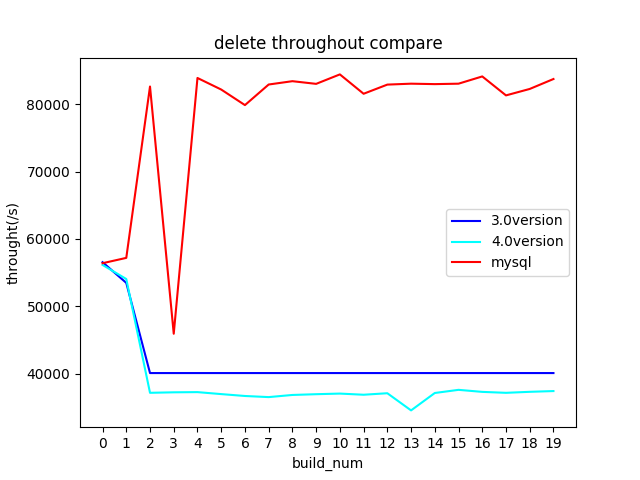 delete throughout compare
throught(/s)
80000
70000
60000
50000
40000
3.0version
4.0version
mysql
0 1 2 3 4 5 6 7 8 9 10 11 12 13 14 15 16 17 18 19
build_num